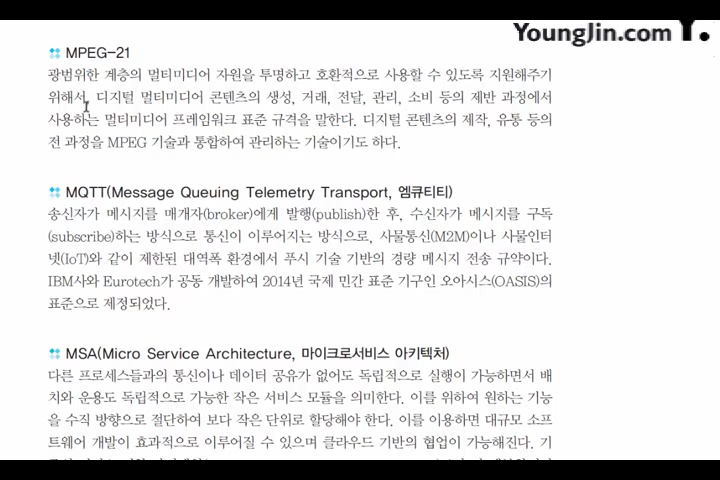 YoungJin.com Y.
MPEG-21
광범위한 계층의 멀티미디어 자원을 투명하고 호환적으로 사용할 수 있도록 지원해주기
위해서, 디지털 멀티미디어 콘텐츠의 생성, 거래, 전달, 관리, 소비 등의 제반 과정에서
사용하는 멀티미디어 프레임워크 표준 규격을 말한다. 디지털 콘텐츠의 제작, 유통 등의
전 과정을 MPEG 기술과 통합하여 관리하는 기술이기도 하다.
MQTT(Message Queuing Telemetry Transport, 엠큐티티)
송신자가 메시지를 매개자(broker)에게 발행(publish)한 후, 수신자가 메시지를 구독
(subscribe)하는 방식으로 통신이 이루어지는 방식으로, 사물통신(M2M)이나 사물인터
넷(IoT)와 같이 제한된 대역폭 환경에서 푸시 기술 기반의 경량 메시지 전송 규약이다.
IBM사와 Eurotech가 공동 개발하여 2014년 국제 민간 표준 기구인 오아시스(OASIS)의
표준으로 제정되었다.
MSA(Micro Service Architecture, 마이크로서비스 아키텍처)
다른 프로세스들과의 통신이나 데이터 공유가 없어도 독립적으로 실행이 가능하면서 배
치와 운용도 독립적으로 가능한 작은 서비스 모듈을 의미한다. 이를 위하여 원하는 기능
을 수직 방향으로 절단하여 보다 작은 단위로 할당해야 한다. 이를 이용하면 대규모 소프
트웨어 개발이 효과적으로 이루어질 수 있으며 클라우드 기반의 협업이 가능해진다. 기